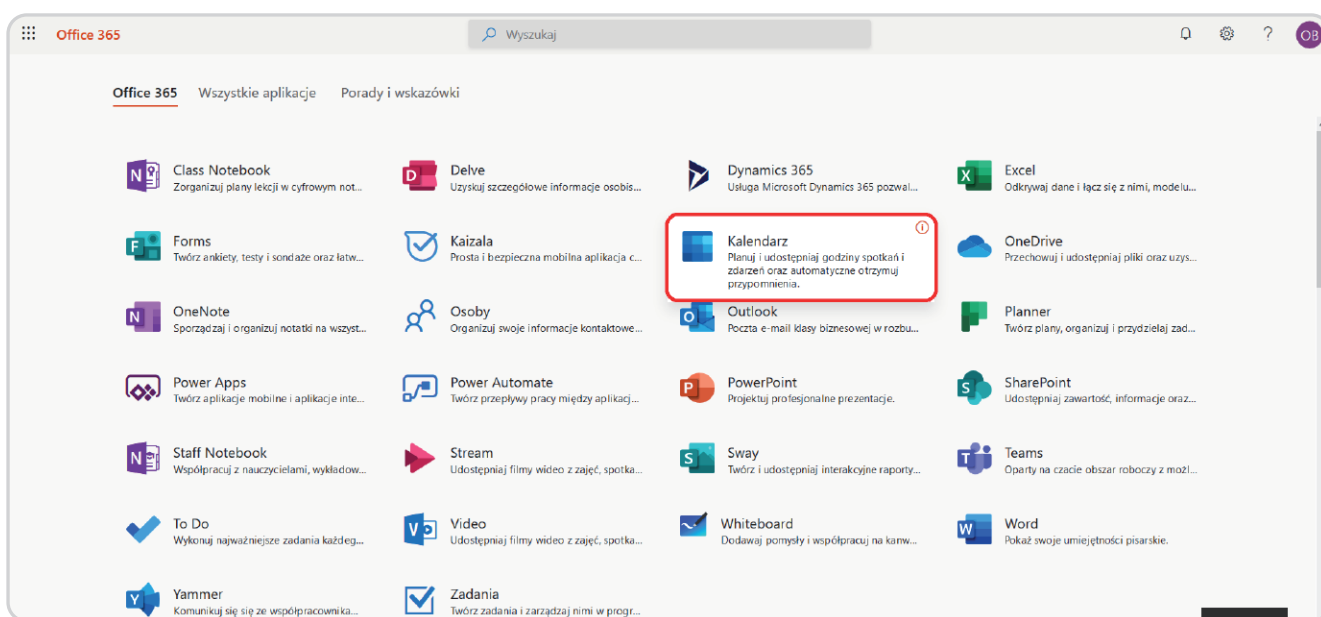 Office 365
Wyszukaj
?
OB
Office 365 Wszystkie aplikacje Porady i wskazówki
Class Notebook
Zorganizuj plany lekcji w cyfrowym not...
Delve
Uzyskuj szczegółowe informacje osobis...
Dynamics 365
Usługa Microsoft Dynamics 365 pozwal...
Excel
Odkrywaj dane i łącz się z nimi, modelu...
Forms
Twórz ankiety, testy i sondaże oraz łatw...
Kaizala
Prosta i bezpieczna mobilna aplikacja c...
Kalendarz
Planuj i udostępniaj godziny spotkań i
zdarzeń oraz automatyczne otrzymuj
przypomnienia.
OneDrive
Przechowuj i udostępniaj pliki oraz uzys...
OneNote
Sporządzaj i organizuj notatki na wszyst...
Osoby
Organizuj swoje informacje kontaktowe...
Outlook
Poczta e-mail klasy biznesowej w rozbu...
Planner
Twórz plany, organizuj i przydzielaj zad...
Power Apps
Twórz aplikacje mobilne i aplikacje inte...
Power Automate
Twórz przepływy pracy między aplikacj...
PowerPoint
Projektuj profesjonalne prezentacje.
SharePoint
Udostępniaj zawartość, informacje oraz...
Staff Notebook
Współpracuj z nauczycielami, wykładow...
Stream
Udostępniaj filmy wideo z zajęć, spotka...
Sway
Twórz i udostępniaj interakcyjne raporty...
Teams
Oparty na czacie obszar roboczy z możl...
To Do
Wykonuj najważniejsze zadania każdeg...
Video
Udostępniaj filmy wideo z zajęć, spotka...
Whiteboard
Dodawaj pomysły i współpracuj na kanw...
Word
Pokaż swoje umiejętności pisarskie.
Yammer
Komunikuj się się ze współpracownika...
Zadania
Twórz zadania i zarządzaj nimi w progr...